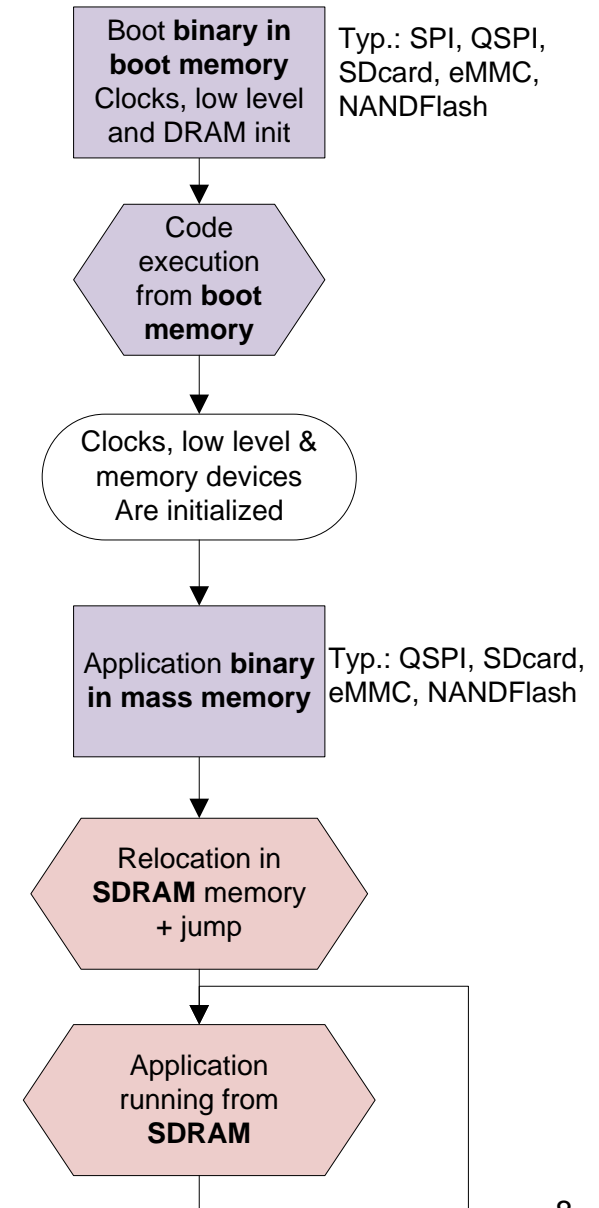 Boot binary in
boot memory
Clocks, low level
and DRAM init
Typ.: SPI, QSPI,
SDcard, eMMC,
NANDFlash
Code
execution
from boot
memory
Clocks, low level &
memory devices
Are initialized
Application binary
in mass memory
Typ.: QSPI, SDcard,
eMMC, NANDFlash
Relocation in
SDRAM memory
+ jump
Application
running from
SDRAM